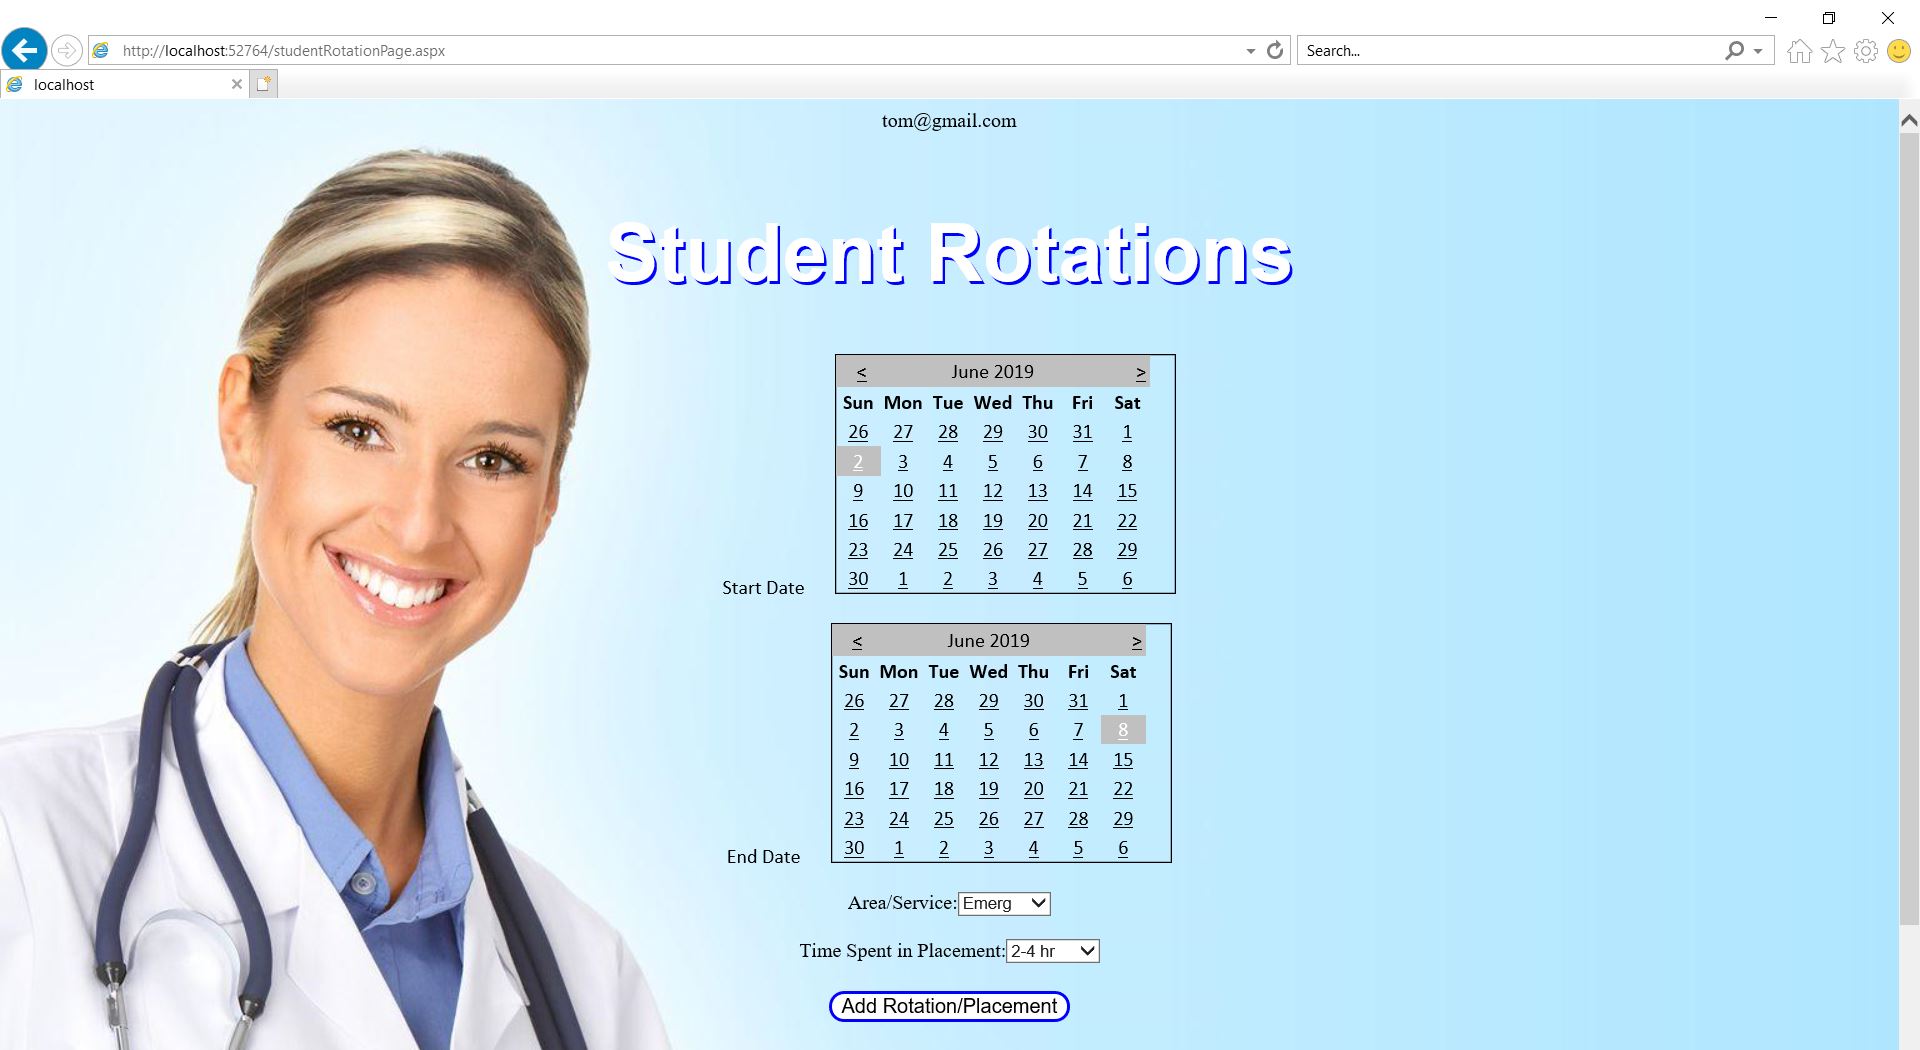 http://localhost:52764/studentRotationPage.aspx
Search...
localhost
tom@gmail.com
Student Rotations
< June 2019 >
Sun Mon Tue Wed Thu Fri Sat
26 27 28 29 30 31 1
2 3 4 5 6 7 8
9 10 11 12 13 14 15
16 17 18 19 20 21 22
23 24 25 26 27 28 29
30 1 2 3 4 5 6
Start Date
< June 2019 >
Sun Mon Tue Wed Thu Fri Sat
26 27 28 29 30 31 1
2 3 4 5 6 7 8
9 10 11 12 13 14 15
16 17 18 19 20 21 22
23 24 25 26 27 28 29
30 1 2 3 4 5 6
End Date
Area/Service: Emerg
Time Spent in Placement: 2-4 hr
Add Rotation/Placement